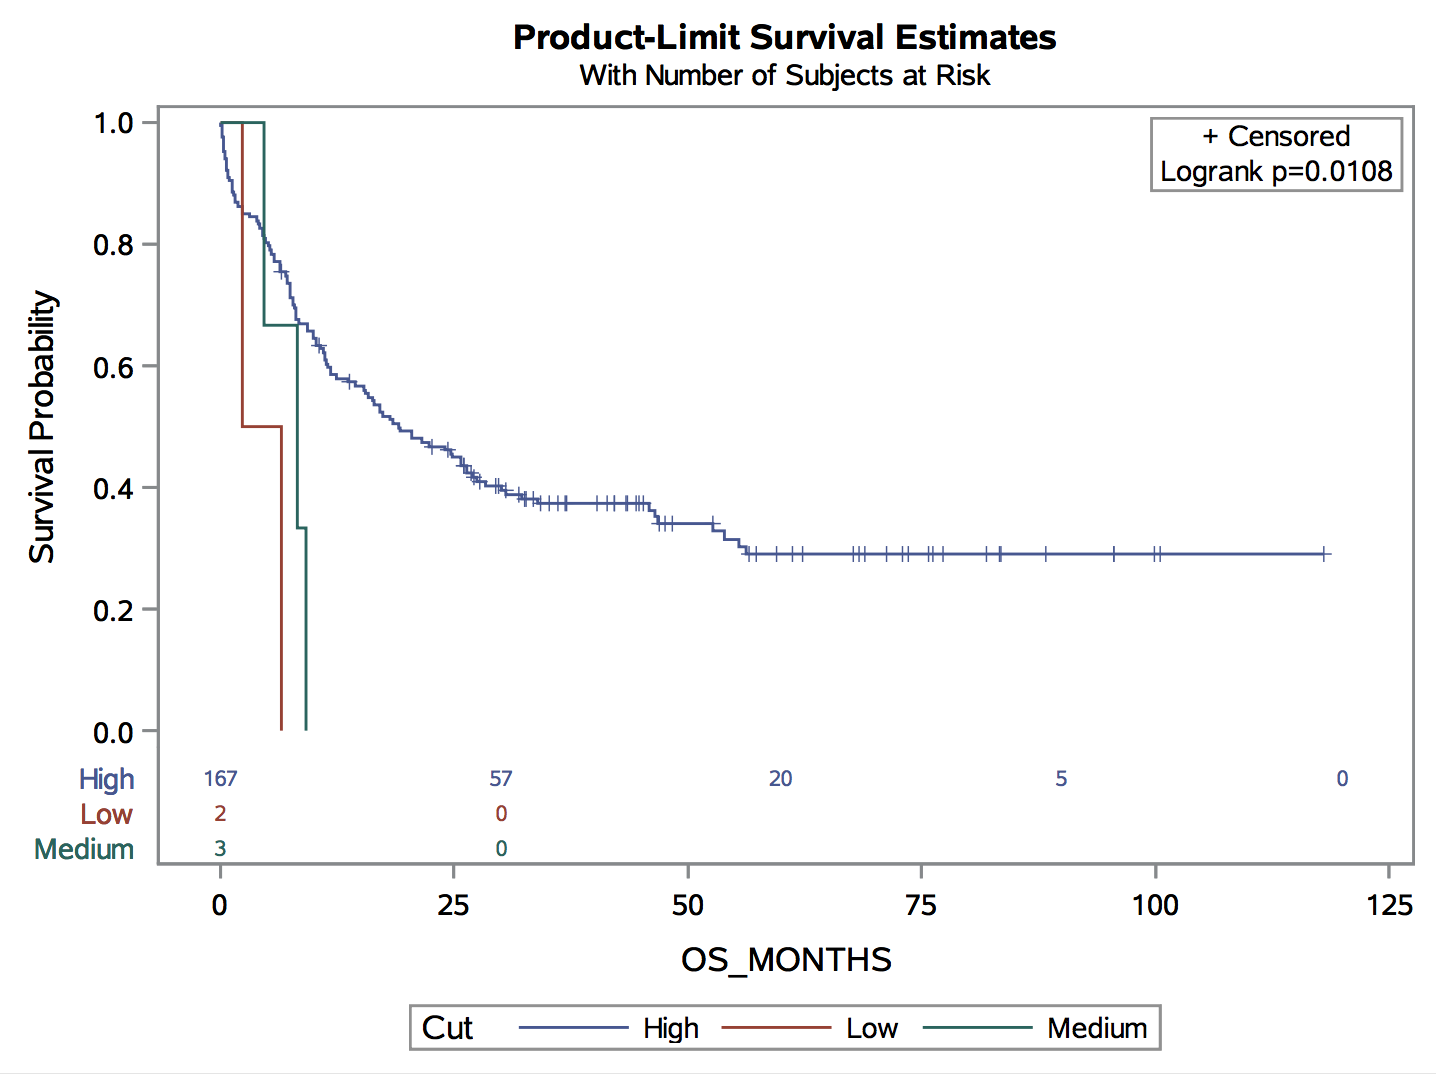 Product-Limit Survival Estimates
With Number of Subjects at Risk
+ Censored
Logrank p=0.0108
1.0
0.8
0.6
0.4
0.2
0.0
Survival Probability
High 167 57 20 5 0
Low 2 0
Medium 3 0
0 25 50 75 100 125
OS_MONTHS
Cut High Low Medium